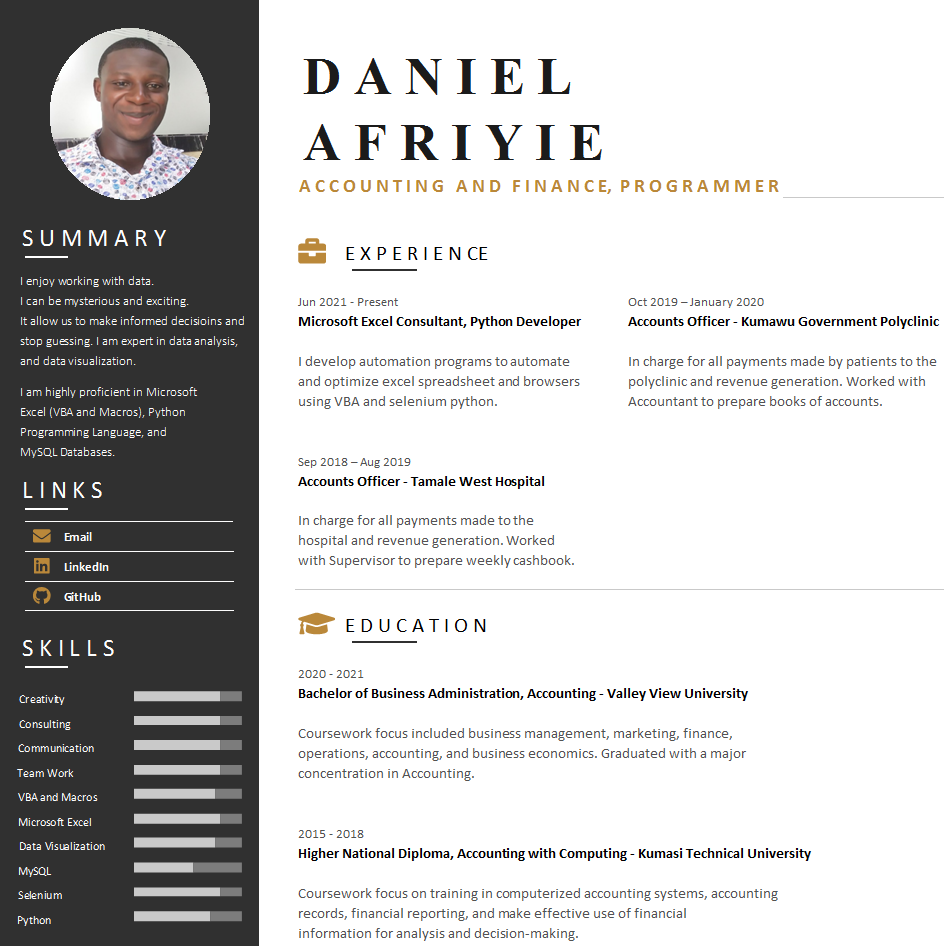 DANIEL
AFRIYIE
ACCOUNTING AND FINANCE, PROGRAMMER
SUMMARY
I enjoy working with data.
I can be mysterious and exciting.
It allow us to make informed decisioins and
stop guessing. I am expert in data analysis,
and data visualization.
I am highly proficient in Microsoft
Excel (VBA and Macros), Python
Programming Language, and
MySQL Databases.
LINKS
Email
LinkedIn
GitHub
SKILLS
Creativity
Consulting
Communication
Team Work
VBA and Macros
Microsoft Excel
Data Visualization
MySQL
Selenium
Python
EXPERIENCE
Jun 2021 - Present
Microsoft Excel Consultant, Python Developer
I develop automation programs to automate
and optimize excel spreadsheet and browsers
using VBA and selenium python.
Oct 2019 – January 2020
Accounts Officer - Kumawu Government Polyclinic
In charge for all payments made by patients to the
polyclinic and revenue generation. Worked with
Accountant to prepare books of accounts.
Sep 2018 – Aug 2019
Accounts Officer - Tamale West Hospital
In charge for all payments made to the
hospital and revenue generation. Worked
with Supervisor to prepare weekly cashbook.
EDUCATION
2020 - 2021
Bachelor of Business Administration, Accounting - Valley View University
Coursework focus included business management, marketing, finance,
operations, accounting, and business economics. Graduated with a major
concentration in Accounting.
2015 - 2018
Higher National Diploma, Accounting with Computing - Kumasi Technical University
Coursework focus on training in computerized accounting systems, accounting
records, financial reporting, and make effective use of financial
information for analysis and decision-making.